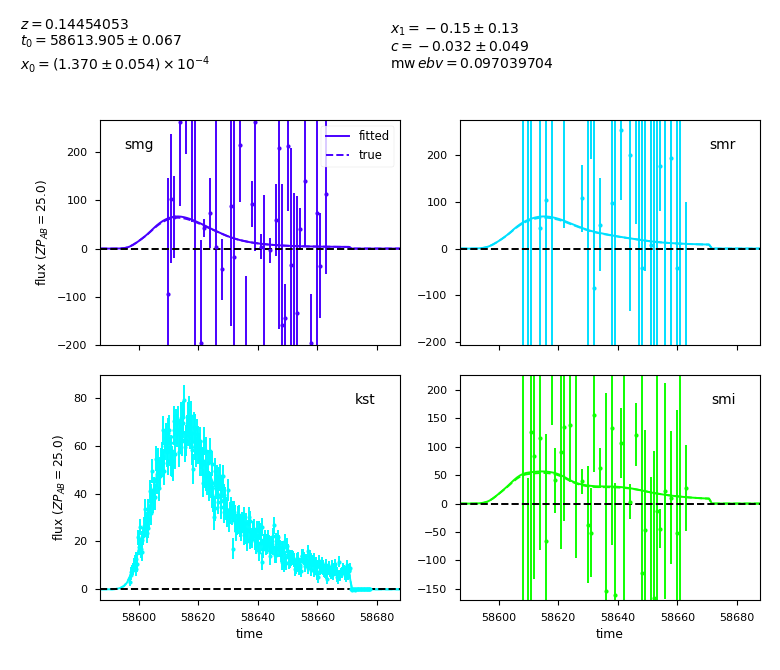 z = 0.14454053
t₀ = 58613.905 ± 0.067
x₀ = (1.370 ± 0.054) × 10⁻⁴
x₁ = −0.15 ± 0.13
c = −0.032 ± 0.049
mw ebv = 0.097039704
smg
fitted
true
200
100
0
−100
−200
flux (ZP_AB = 25.0)
smr
200
100
0
−100
−200
kst
80
60
40
20
0
flux (ZP_AB = 25.0)
58600 58620 58640 58660 58680
time
smi
200
150
100
50
0
−50
−100
−150
58600 58620 58640 58660 58680
time